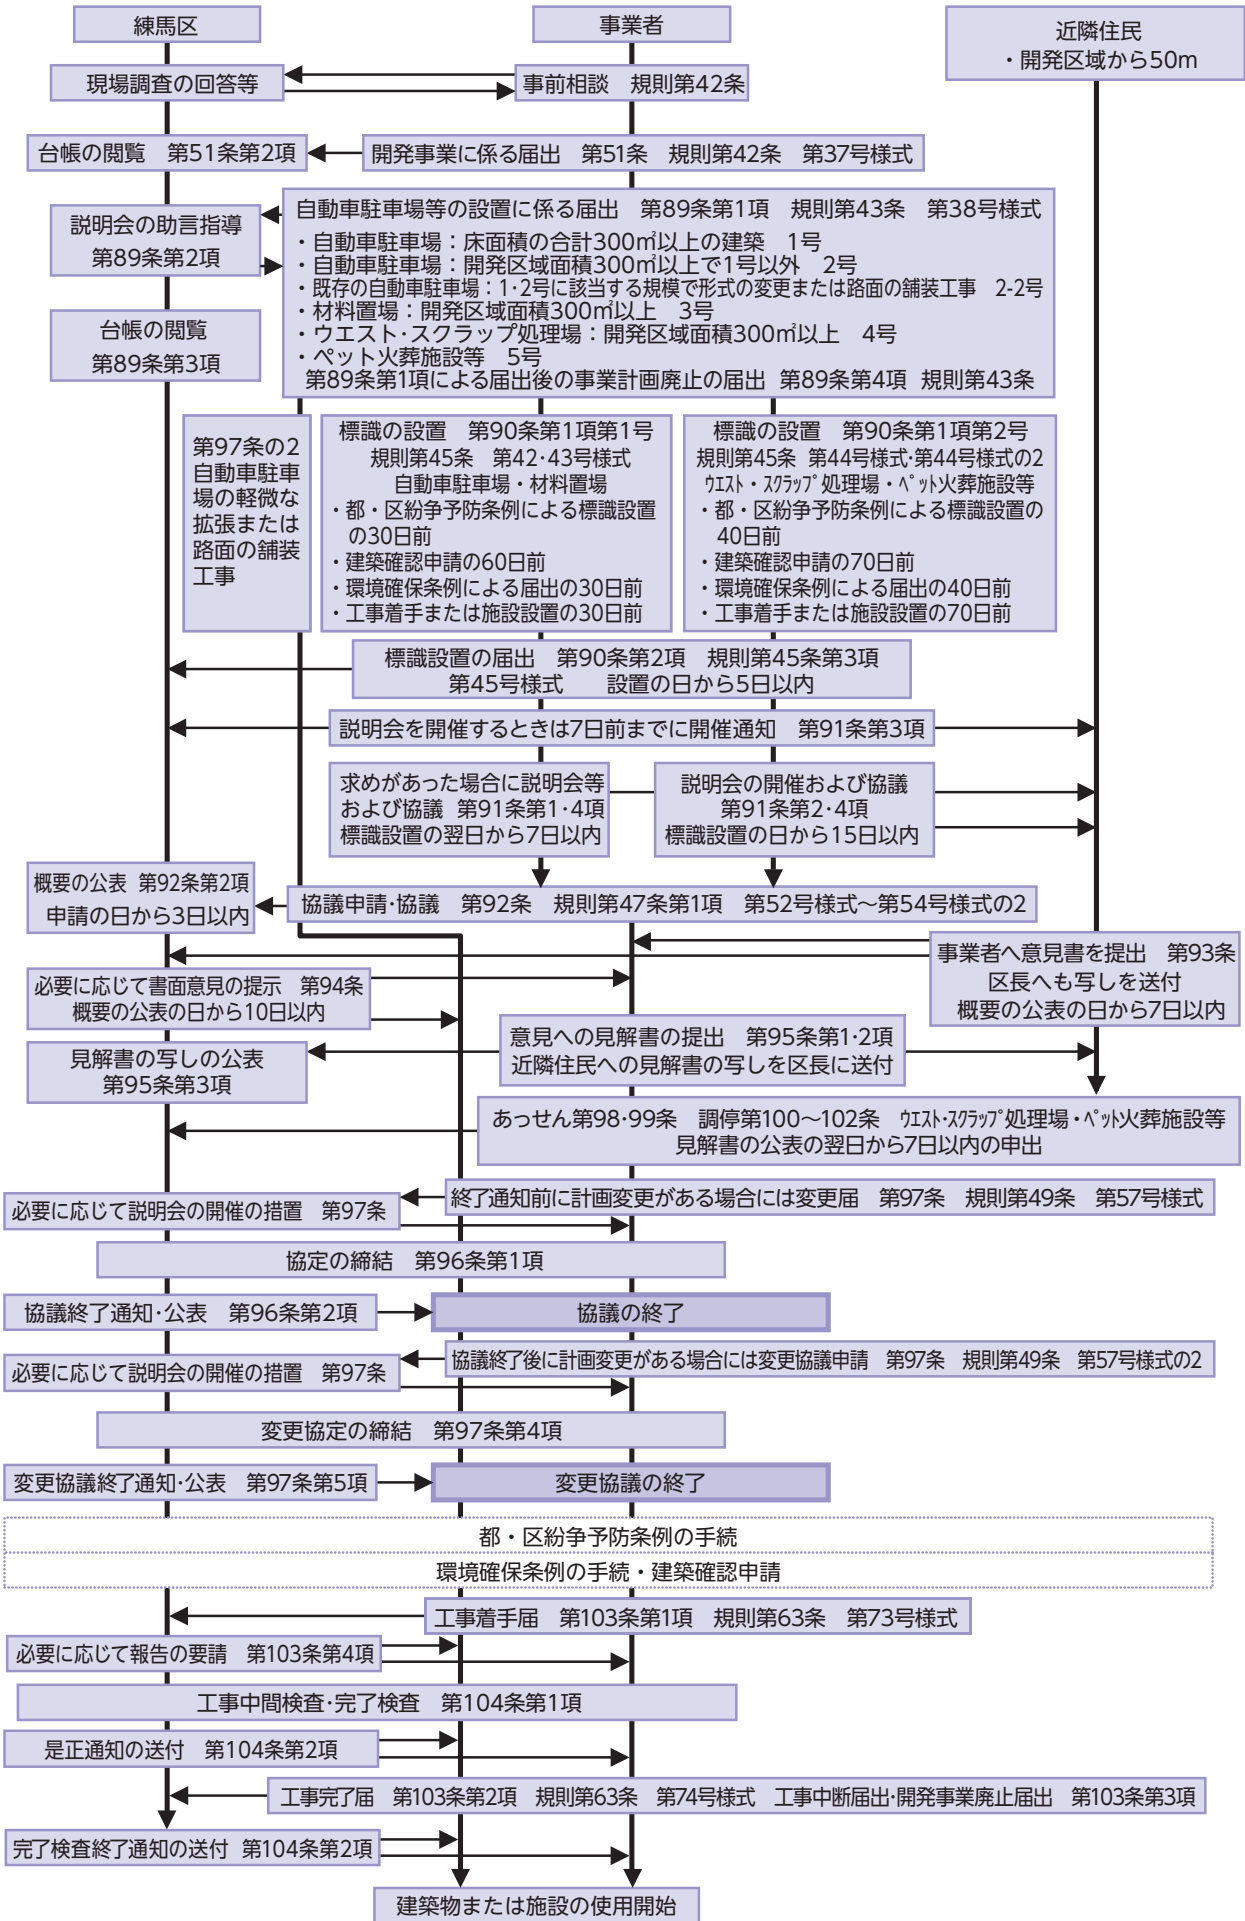 練馬区
事業者
近隣住民
・開発区域から50m
現場調査の回答等
事前相談　規則第42条
台帳の閲覧　第51条第2項
開発事業に係る届出　第51条　規則第42条　第37号様式
説明会の助言指導
第89条第2項
台帳の閲覧
第89条第3項
自動車駐車場等の設置に係る届出　第89条第1項　規則第43条　第38号様式
・自動車駐車場：床面積の合計300㎡以上の建築　1号
・自動車駐車場：開発区域面積300㎡以上で1号以外　2号
・既存の自動車駐車場：1・2号に該当する規模で形式の変更または路面の舗装工事　2-2号
・材料置場：開発区域面積300㎡以上　3号
・ウエスト・スクラップ処理場：開発区域面積300㎡以上　4号
・ペット火葬施設等　5号
第89条第1項による届出後の事業計画廃止の届出　第89条第4項　規則第43条
第97条の2
自動車駐車
場の軽微な
拡張または
路面の舗装
工事
標識の設置　第90条第1項第1号
規則第45条　第42・43号様式
自動車駐車場・材料置場
・都・区紛争予防条例による標識設置
の30日前
・建築確認申請の60日前
・環境確保条例による届出の30日前
・工事着手または施設設置の30日前
標識の設置　第90条第1項第2号
規則第45条　第44号様式・第44号様式の2
ウエスト・スクラップ処理場・ペット火葬施設等
・都・区紛争予防条例による標識設置の
40日前
・建築確認申請の70日前
・環境確保条例による届出の40日前
・工事着手または施設設置の70日前
標識設置の届出　第90条第2項　規則第45条第3項
第45号様式　　設置の日から5日以内
説明会を開催するときは7日前までに開催通知　第91条第3項
求めがあった場合に説明会等
および協議　第91条第1・4項
標識設置の翌日から7日以内
説明会の開催および協議
第91条第2・4項
標識設置の日から15日以内
概要の公表　第92条第2項
申請の日から3日以内
協議申請・協議　第92条　規則第47条第1項　第52号様式～第54号様式の2
事業者へ意見書を提出　第93条
区長へも写しを送付
概要の公表の日から7日以内
必要に応じて書面意見の提示　第94条
概要の公表の日から10日以内
意見への見解書の提出　第95条第1・2項
近隣住民への見解書の写しを区長に送付
見解書の写しの公表
第95条第3項
あっせん第98・99条　調停第100～102条　ウエスト・スクラップ処理場・ペット火葬施設等
見解書の公表の翌日から7日以内の申出
終了通知前に計画変更がある場合には変更届　第97条　規則第49条　第57号様式
必要に応じて説明会の開催の措置　第97条
協定の締結　第96条第1項
協議終了通知・公表　第96条第2項
協議の終了
協議終了後に計画変更がある場合には変更協議申請　第97条　規則第49条　第57号様式の2
必要に応じて説明会の開催の措置　第97条
変更協定の締結　第97条第4項
変更協議終了通知・公表　第97条第5項
変更協議の終了
都・区紛争予防条例の手続
環境確保条例の手続・建築確認申請
工事着手届　第103条第1項　規則第63条　第73号様式
必要に応じて報告の要請　第103条第4項
工事中間検査・完了検査　第104条第1項
是正通知の送付　第104条第2項
工事完了届　第103条第2項　規則第63条　第74号様式　工事中断届出・開発事業廃止届出　第103条第3項
完了検査終了通知の送付　第104条第2項
建築物または施設の使用開始